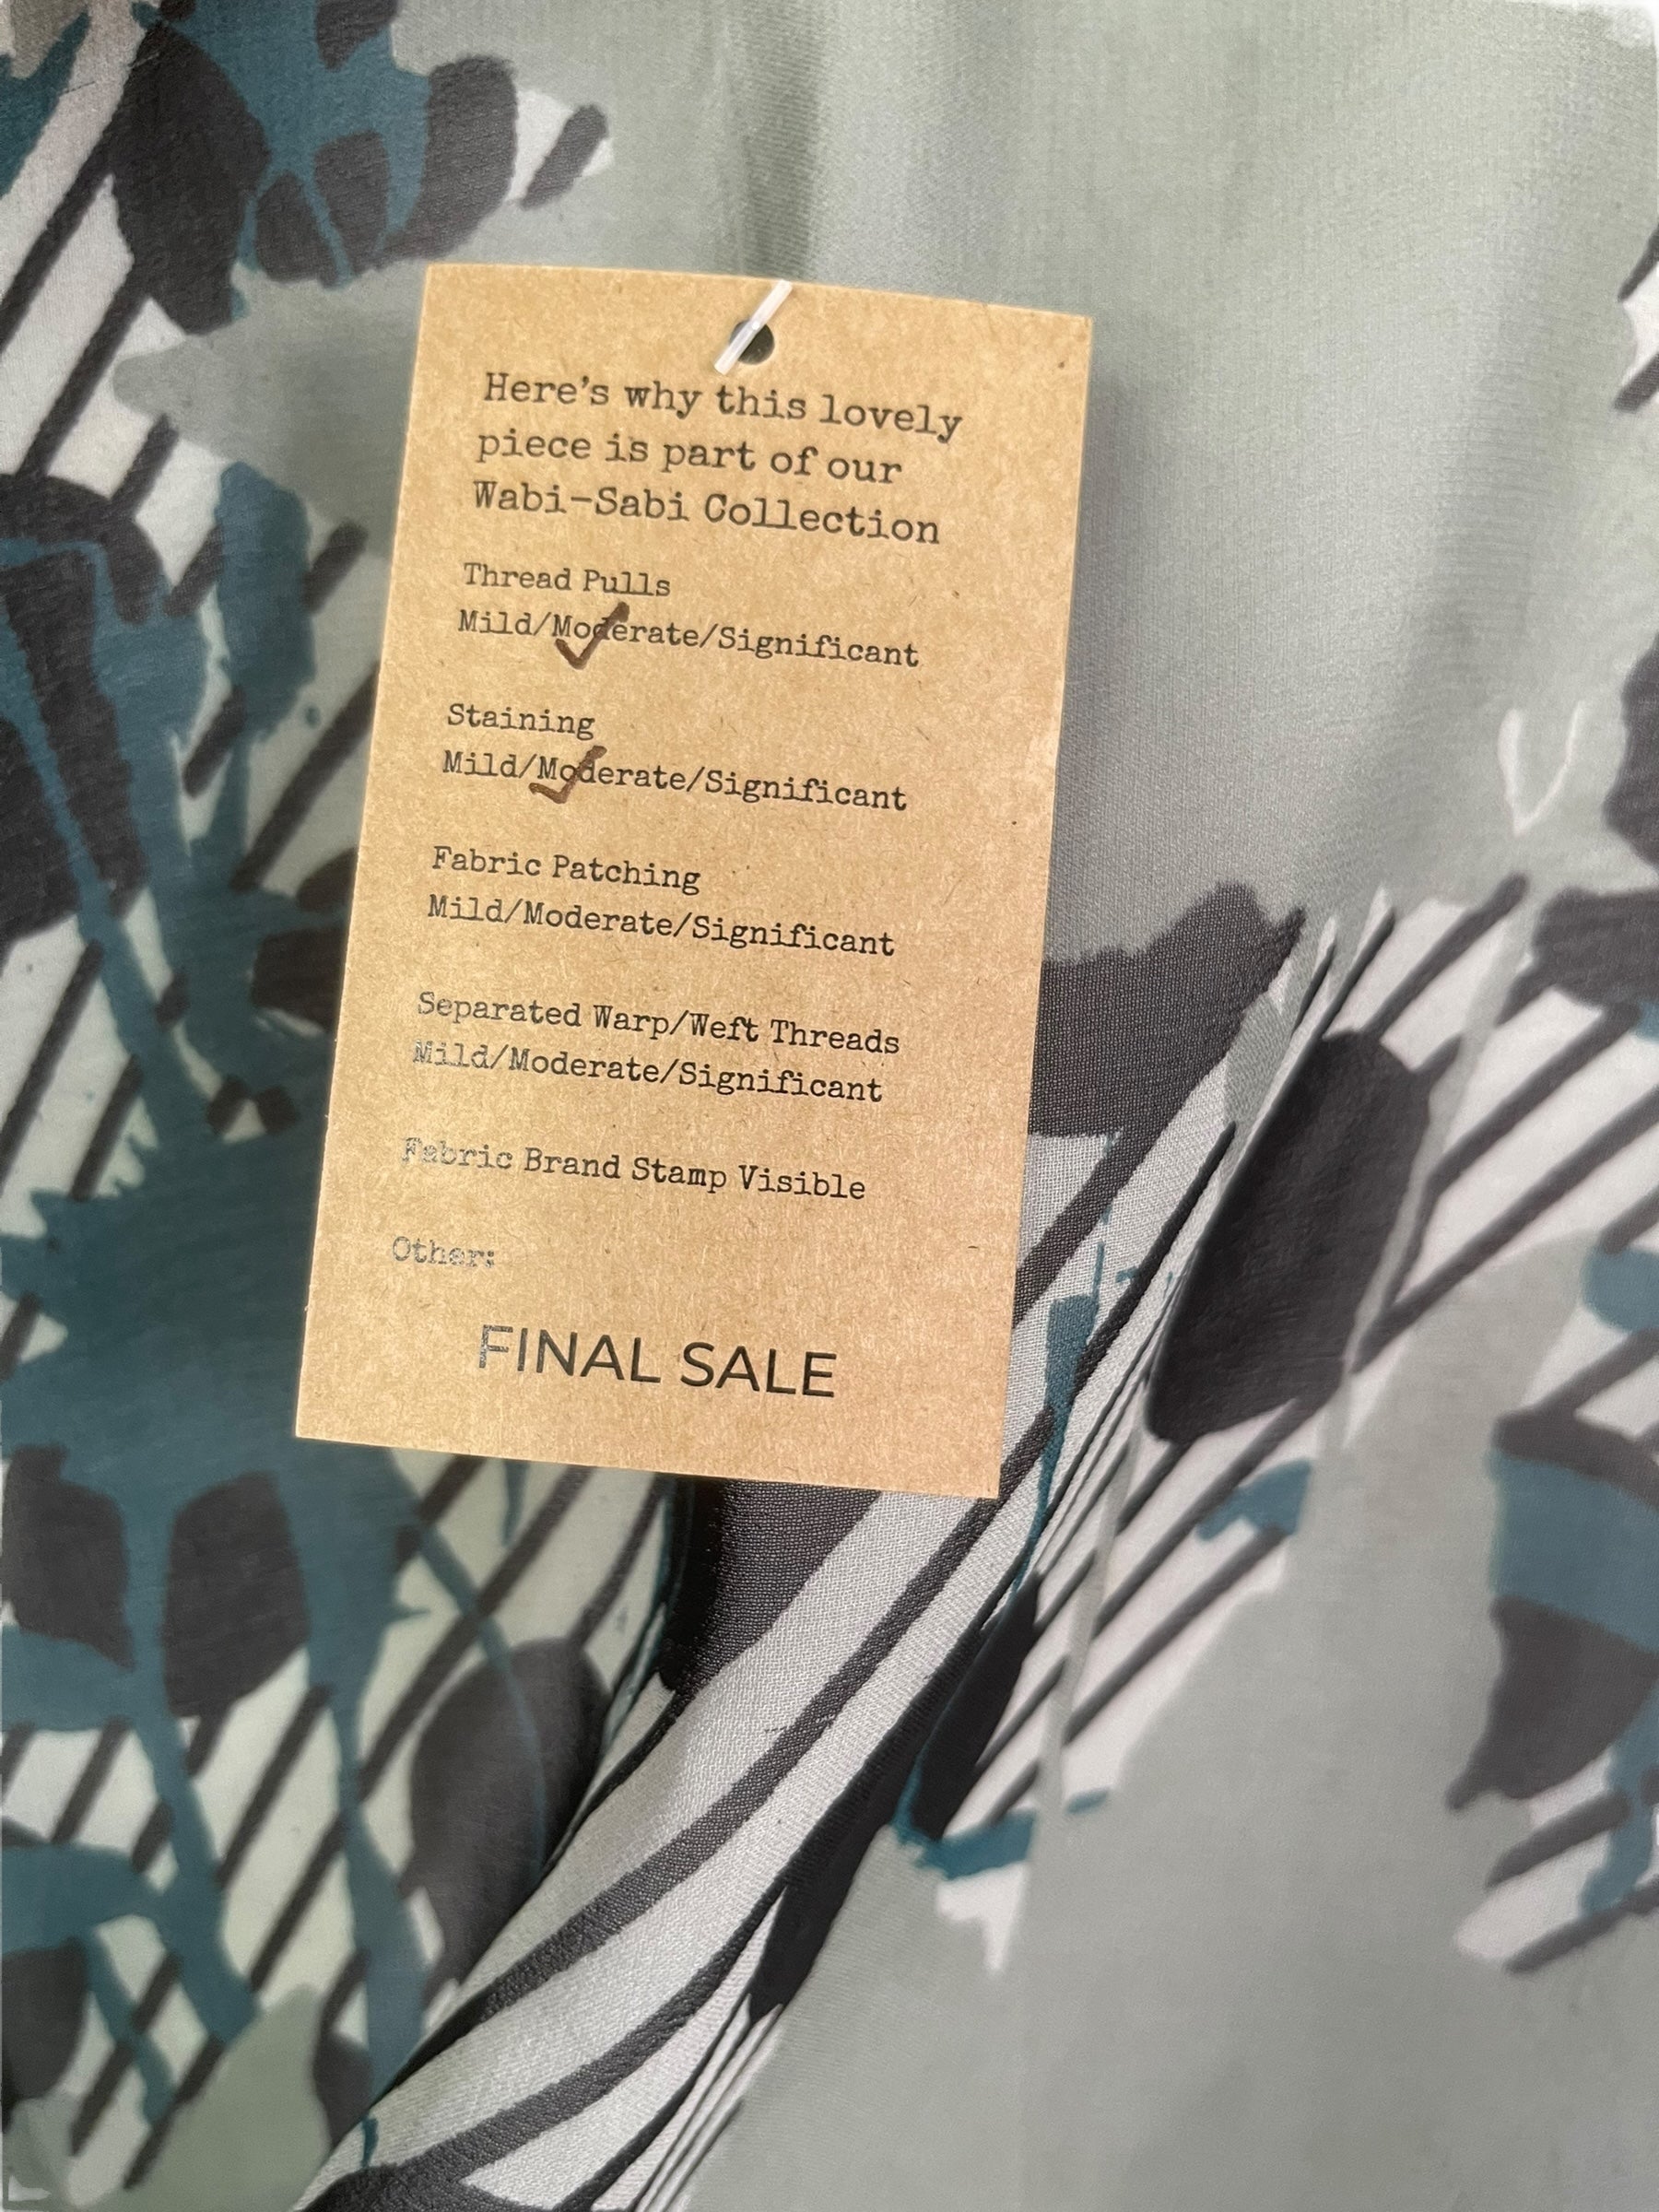 Here's why this lovely
piece is part of our
Wabi-Sabi Collection
Thread Pulls
Mild/Moderate/Significant
Staining
Mild/Moderate/Significant
Fabric Patching
Mild/Moderate/Significant
Separated Warp/Weft Threads
Mild/Moderate/Significant
Fabric Brand Stamp Visible
Other:
FINAL SALE